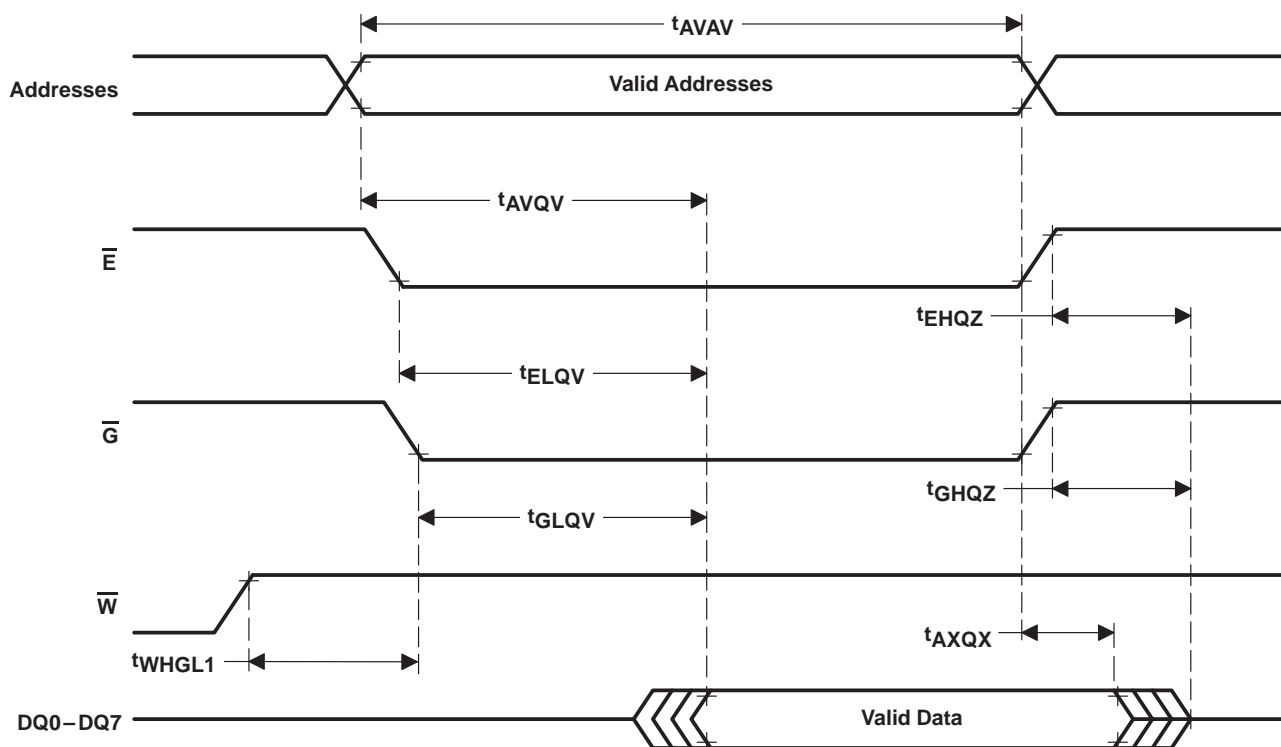 tAVAV
Addresses
Valid Addresses
tAVQV
E̅
tEHQZ
tELQV
G̅
tGHQZ
tGLQV
W̅
tAXQX
tWHGL1
DQ0–DQ7
Valid Data